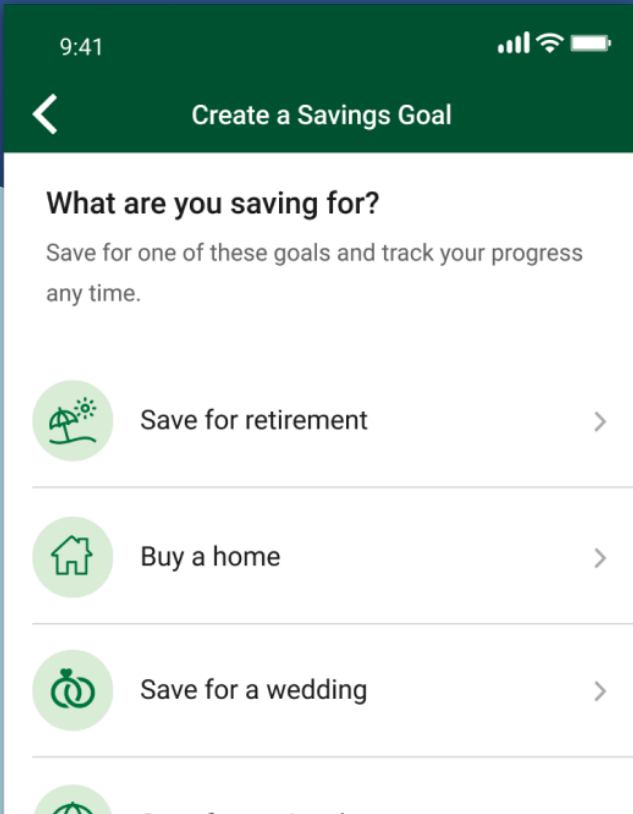 9:41
Create a Savings Goal
What are you saving for?
Save for one of these goals and track your progress
any time.
Save for retirement
Buy a home
Save for a wedding